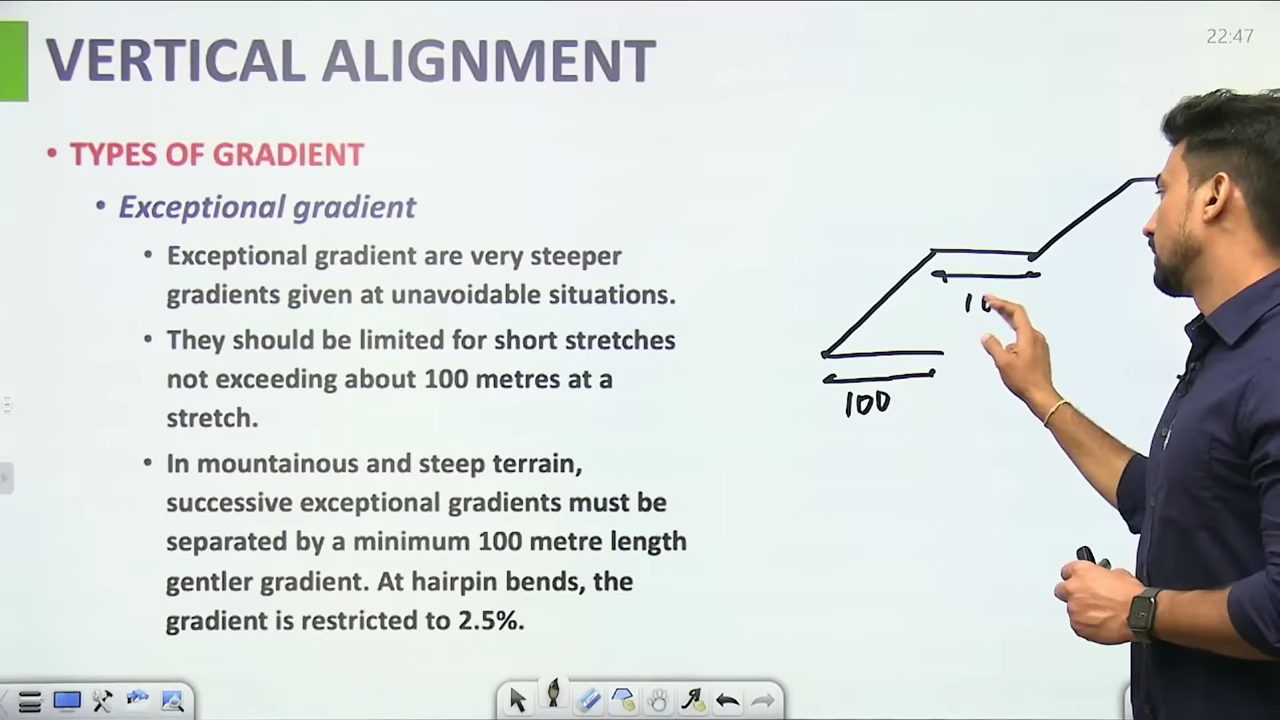 VERTICAL ALIGNMENT
22:47
• TYPES OF GRADIENT
• Exceptional gradient
• Exceptional gradient are very steeper
gradients given at unavoidable situations.
• They should be limited for short stretches
not exceeding about 100 metres at a
stretch.
• In mountainous and steep terrain,
successive exceptional gradients must be
separated by a minimum 100 metre length
gentler gradient. At hairpin bends, the
gradient is restricted to 2.5%.
100